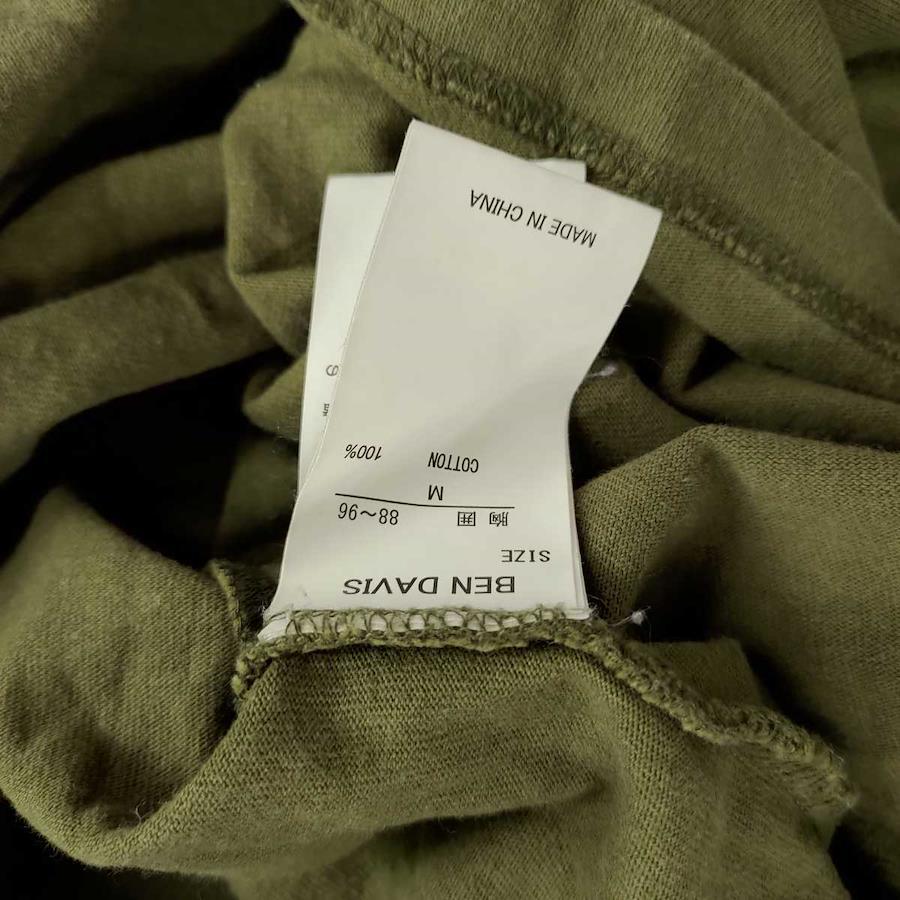 BEN DAVIS
SIZE
胸囲 88～96
M
COTTON 100%
MADE IN CHINA